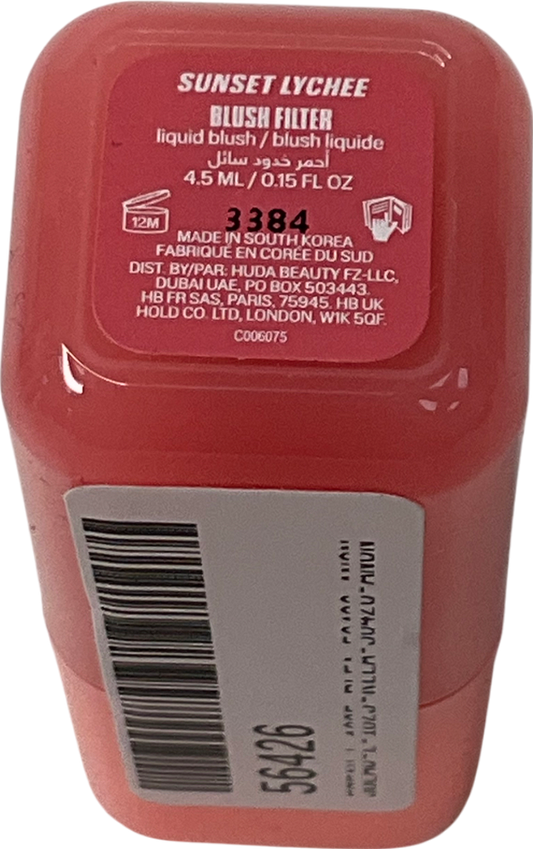 SUNSET LYCHEE
BLUSH FILTER
liquid blush / blush liquide
أحمر خدود سائل
4.5 ML / 0.15 FL OZ
12M
3384
MADE IN SOUTH KOREA
FABRIQUÉ EN CORÉE DU SUD
DIST. BY/PAR: HUDA BEAUTY FZ-LLC,
DUBAI UAE, PO BOX 503443.
HB FR SAS, PARIS, 75945. HB UK
HOLD CO. LTD, LONDON, W1K 5QF.
C006075
56426